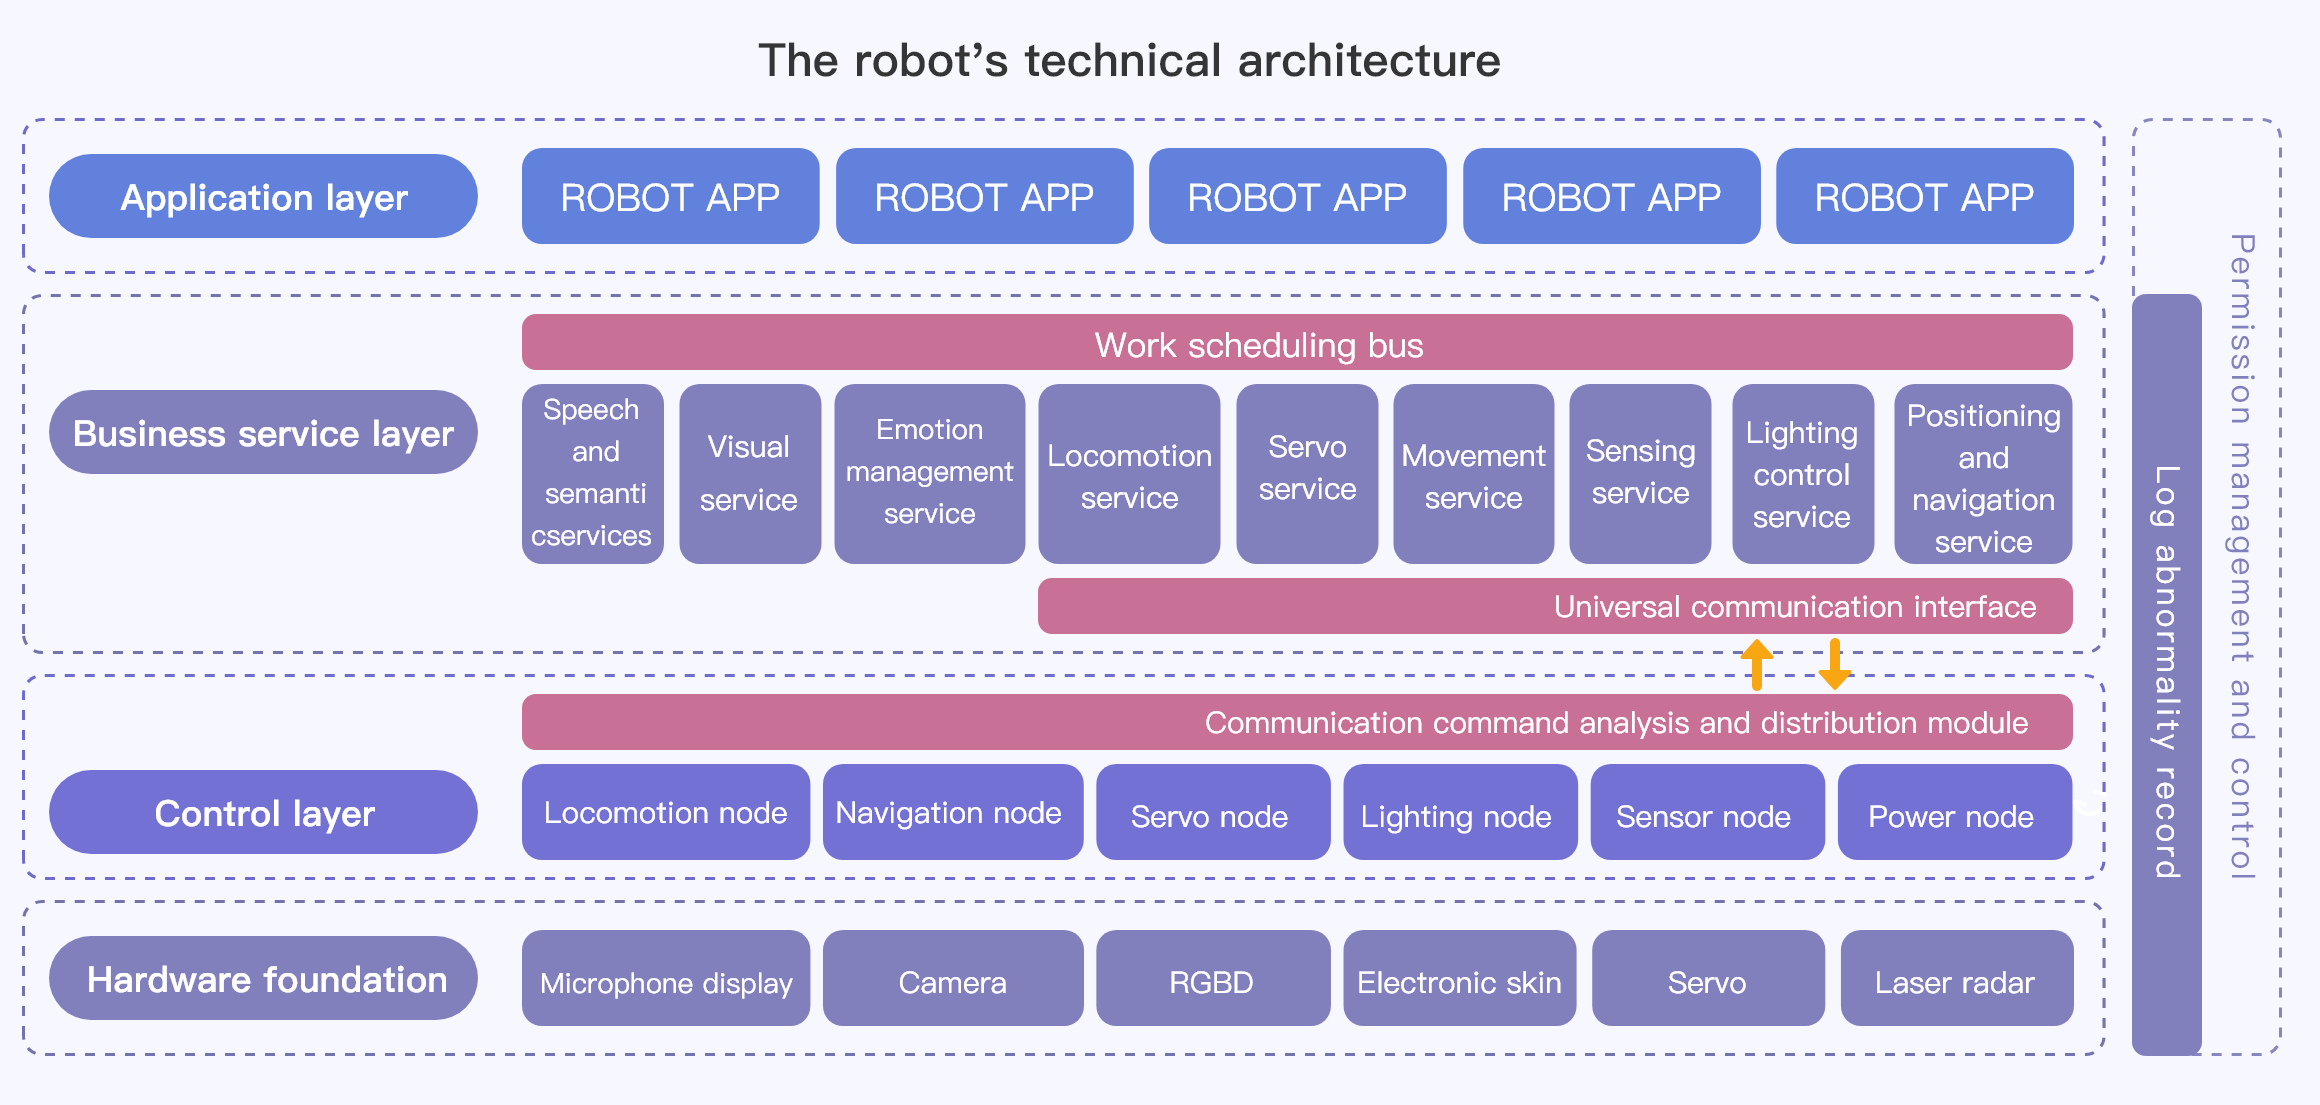 The robot’s technical architecture
Application layer
ROBOT APP
ROBOT APP
ROBOT APP
ROBOT APP
ROBOT APP
Business service layer
Work scheduling bus
Speech
and
semanti
cservices
Visual
service
Emotion
management
service
Locomotion
service
Servo
service
Movement
service
Sensing
service
Lighting
control
service
Positioning
and
navigation
service
Universal communication interface
Control layer
Communication command analysis and distribution module
Locomotion node
Navigation node
Servo node
Lighting node
Sensor node
Power node
Hardware foundation
Microphone display
Camera
RGBD
Electronic skin
Servo
Laser radar
Log abnormality record
Permission management and control